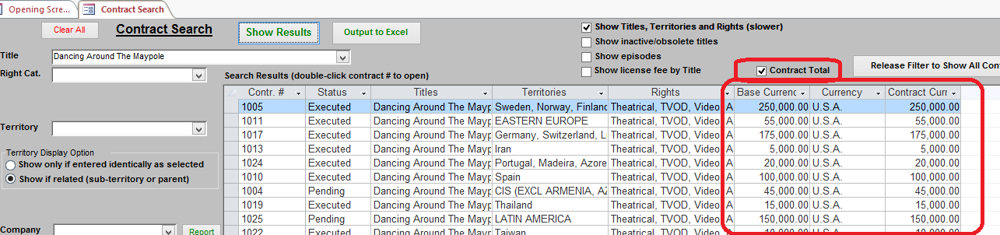 Opening Scre... Contract Search
Clear All Contract Search Show Results Output to Excel
Show Titles, Territories and Rights (slower)
Show inactive/obsolete titles
Show episodes
Show license fee by Title
Contract Total
Release Filter to Show All Con
Title Dancing Around The Maypole
Right Cat.
Search Results (double-click contract # to open)
Contr. # Status Titles Territories Rights Base Currenc Currency Contract Curr
1005 Executed Dancing Around The Mayp Sweden, Norway, Finland Theatrical, TVOD, Video A 250,000.00 U.S.A. 250,000.00
1011 Executed Dancing Around The Mayp EASTERN EUROPE Theatrical, TVOD, Video A 55,000.00 U.S.A. 55,000.00
1017 Executed Dancing Around The Mayp Germany, Switzerland, L Theatrical, TVOD, Video A 175,000.00 U.S.A. 175,000.00
1013 Executed Dancing Around The Mayp Iran Theatrical, TVOD, Video A 5,000.00 U.S.A. 5,000.00
1024 Executed Dancing Around The Mayp Portugal, Madeira, Azore Theatrical, TVOD, Video A 20,000.00 U.S.A. 20,000.00
1010 Executed Dancing Around The Mayp Spain Theatrical, TVOD, Video A 100,000.00 U.S.A. 100,000.00
1004 Pending Dancing Around The Mayp CIS (EXCL ARMENIA, AZ Theatrical, TVOD, Video A 45,000.00 U.S.A. 45,000.00
1019 Executed Dancing Around The Mayp Thailand Theatrical, TVOD, Video A 15,000.00 U.S.A. 15,000.00
1025 Pending Dancing Around The Mayp LATIN AMERICA Theatrical, TVOD, Video A 150,000.00 U.S.A. 150,000.00
1022 Executed Dancing Around The Mayp Taiwan Theatrical, TVOD, Video A 10,000.00 U.S.A. 10,000.00
Territory
Territory Display Option
Show only if entered identically as selected
Show if related (sub-territory or parent)
Company Report